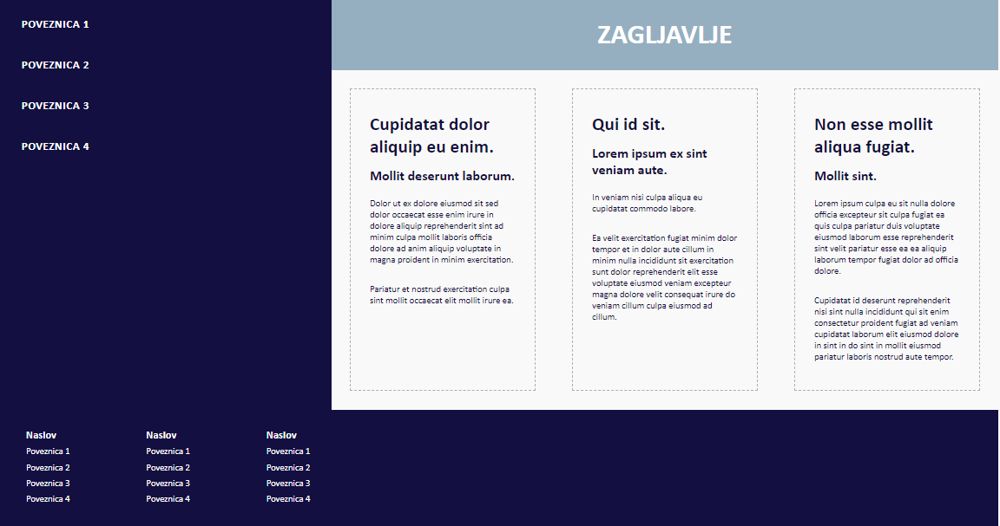 POVEZNICA 1
POVEZNICA 2
POVEZNICA 3
POVEZNICA 4
ZAGLJAVLJE
Cupidatat dolor
aliquip eu enim.
Mollit deserunt laborum.
Dolor ut ex dolore eiusmod sit sed
dolor occaecat esse enim irure in
dolore aliquip reprehenderit sint ad
minim culpa mollit laboris officia
dolore ad anim aliquip voluptate in
magna proident in minim exercitation.
Pariatur et nostrud exercitation culpa
sint mollit occaecat elit mollit irure ea.
Qui id sit.
Lorem ipsum ex sint
veniam aute.
In veniam nisi culpa aliqua eu
cupidatat commodo labore.
Ea velit exercitation fugiat minim dolor
tempor et in dolor aute cillum in
minim nulla incididunt sit exercitation
sunt dolor reprehenderit elit esse
voluptate eiusmod veniam excepteur
magna dolore velit consequat irure do
veniam cillum culpa eiusmod ad
cillum.
Non esse mollit
aliqua fugiat.
Mollit sint.
Lorem ipsum culpa eu sit nulla dolore
officia excepteur sit culpa fugiat ea
quis culpa pariatur duis voluptate
eiusmod laborum esse reprehenderit
sint velit pariatur esse ea ea aliquip
laborum tempor fugiat dolor ad officia
dolore.
Cupidatat id deserunt reprehenderit
nisi sint nulla incididunt qui sit enim
consectetur proident fugiat ad veniam
cupidatat laborum elit eiusmod dolore
in sint in do sint in mollit eiusmod
pariatur laboris nostrud aute tempor.
Naslov
Poveznica 1
Poveznica 2
Poveznica 3
Poveznica 4
Naslov
Poveznica 1
Poveznica 2
Poveznica 3
Poveznica 4
Naslov
Poveznica 1
Poveznica 2
Poveznica 3
Poveznica 4